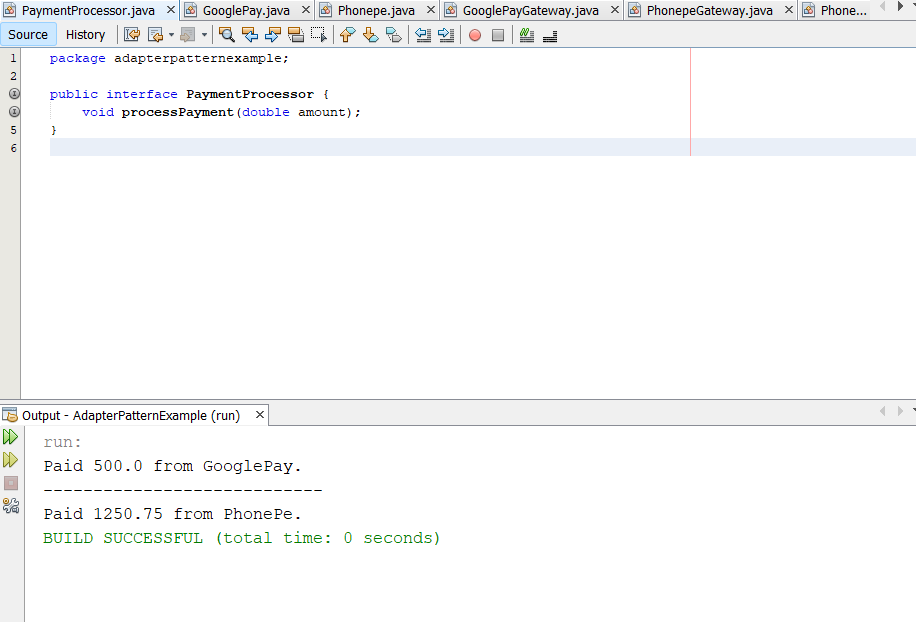 PaymentProcessor.java GooglePay.java Phonepe.java GooglePayGateway.java PhonepeGateway.java Phone...
Source History
1 package adapterpatternexample;
2
public interface PaymentProcessor {
void processPayment(double amount);
5 }
6
Output - AdapterPatternExample (run)
run:
Paid 500.0 from GooglePay.
----------------------------
Paid 1250.75 from PhonePe.
BUILD SUCCESSFUL (total time: 0 seconds)